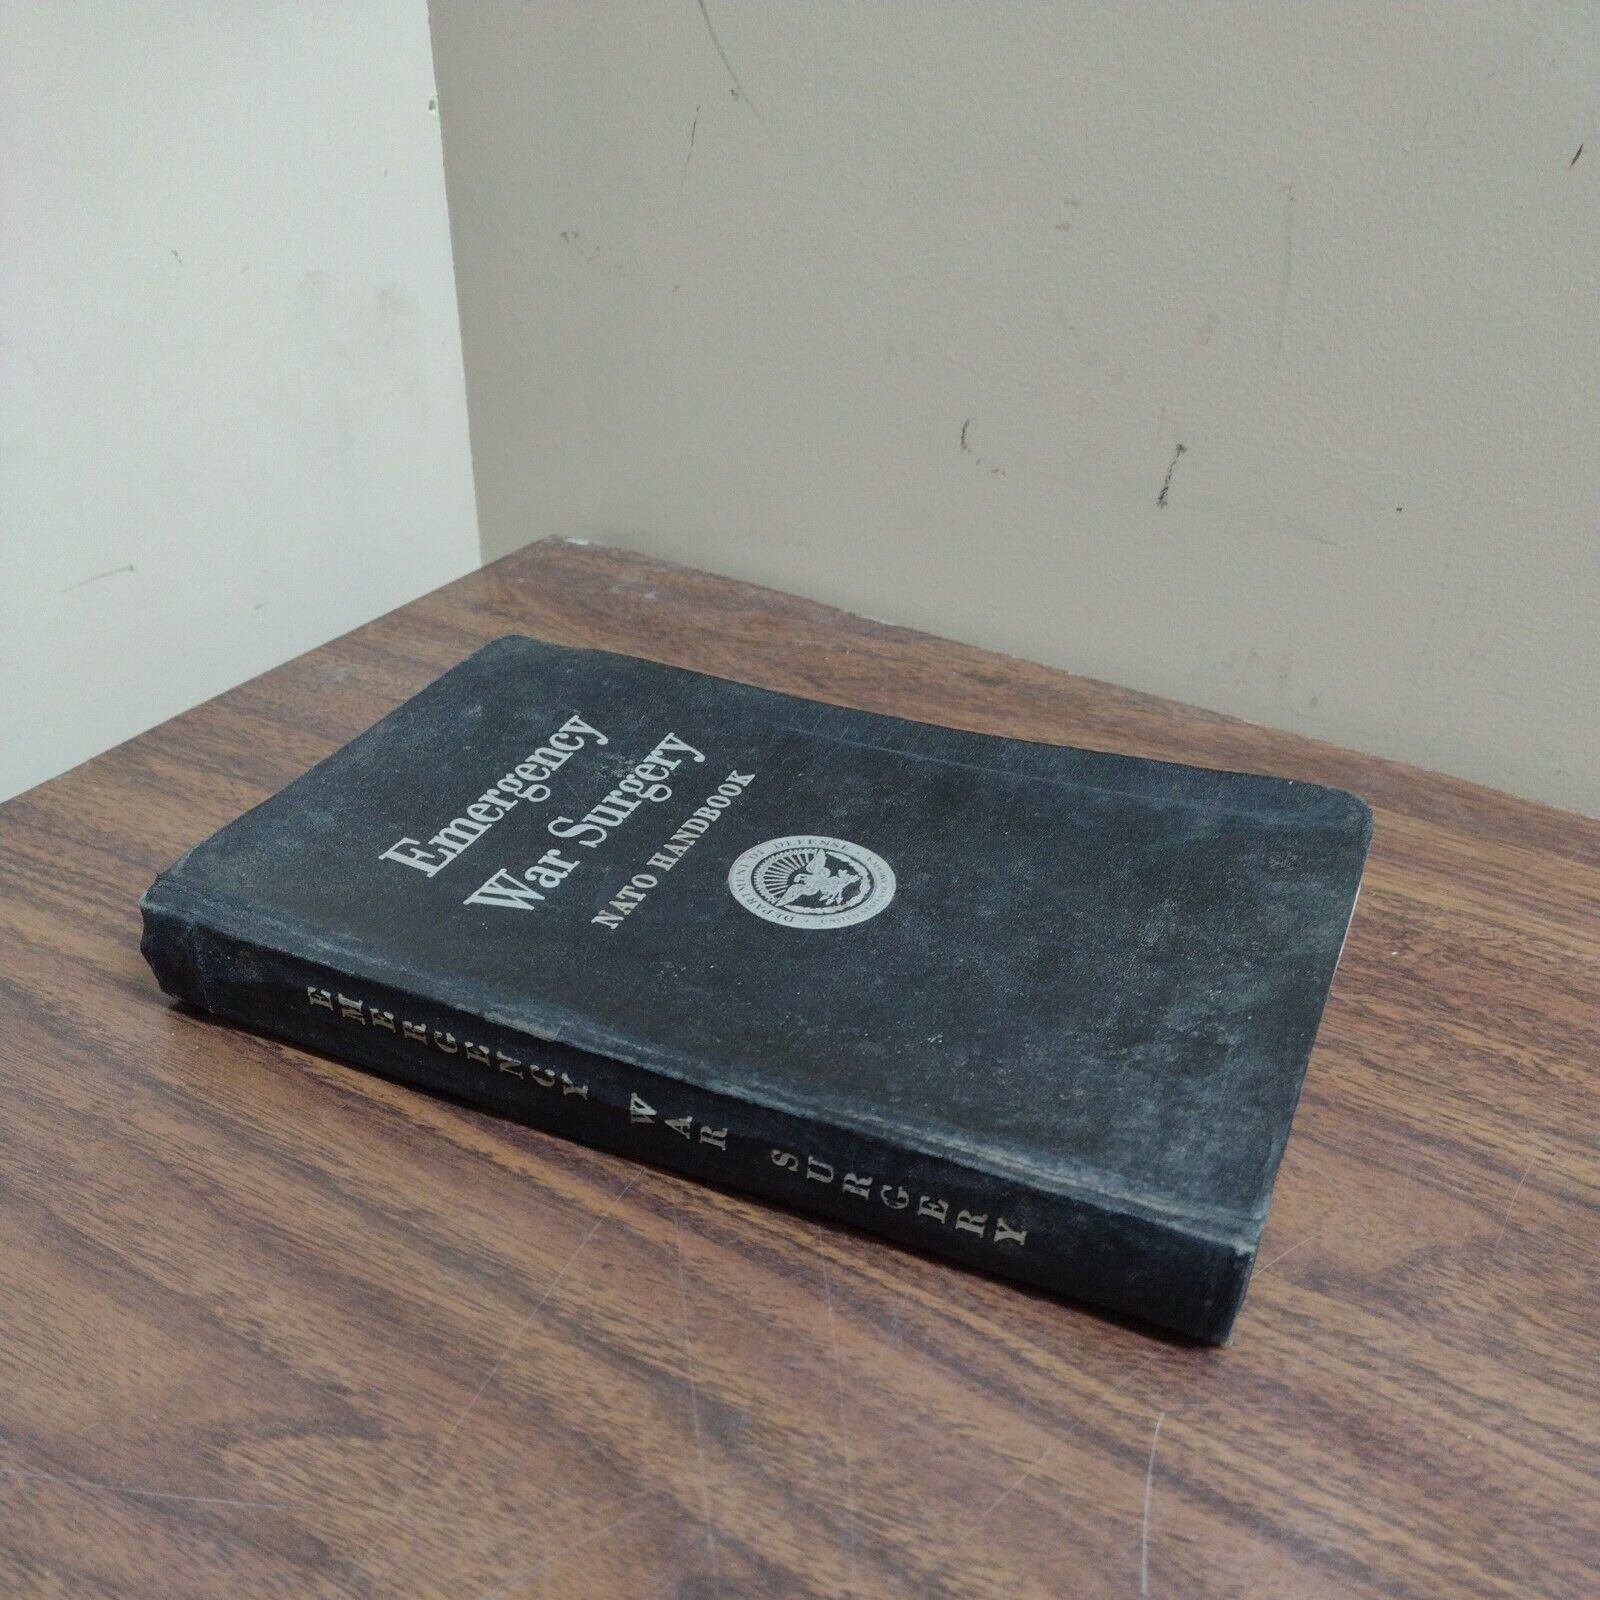 Emergency
War Surgery
NATO HANDBOOK
DEPARTMENT OF DEFENSE
EMERGENCY WAR SURGERY